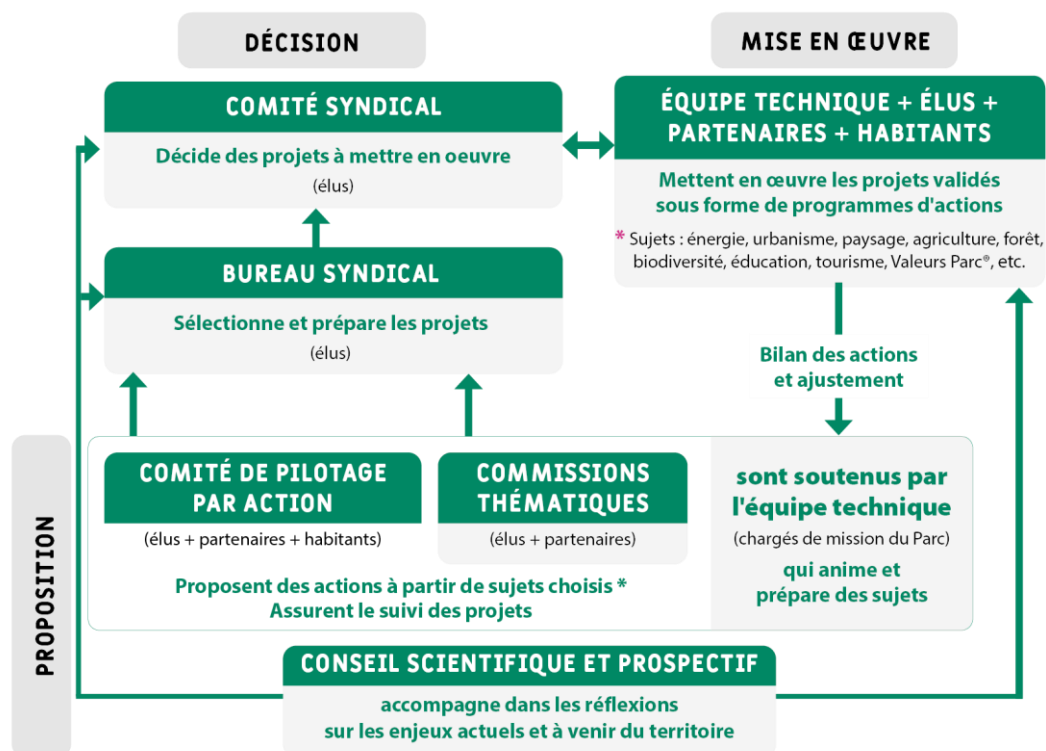 DÉCISION
COMITÉ SYNDICAL
Décide des projets à mettre en oeuvre
(élus)
BUREAU SYNDICAL
Sélectionne et prépare les projets
(élus)
MISE EN ŒUVRE
ÉQUIPE TECHNIQUE + ÉLUS +
PARTENAIRES + HABITANTS
Mettent en œuvre les projets validés
sous forme de programmes d'actions
* Sujets : énergie, urbanisme, paysage, agriculture, forêt,
biodiversité, éducation, tourisme, Valeurs Parc®, etc.
Bilan des actions
et ajustement
PROPOSITION
COMITÉ DE PILOTAGE
PAR ACTION
(élus + partenaires + habitants)
COMMISSIONS
THÉMATIQUES
(élus + partenaires)
Proposent des actions à partir de sujets choisis *
Assurent le suivi des projets
sont soutenus par
l'équipe technique
(chargés de mission du Parc)
qui anime et
prépare des sujets
CONSEIL SCIENTIFIQUE ET PROSPECTIF
accompagne dans les réflexions
sur les enjeux actuels et à venir du territoire